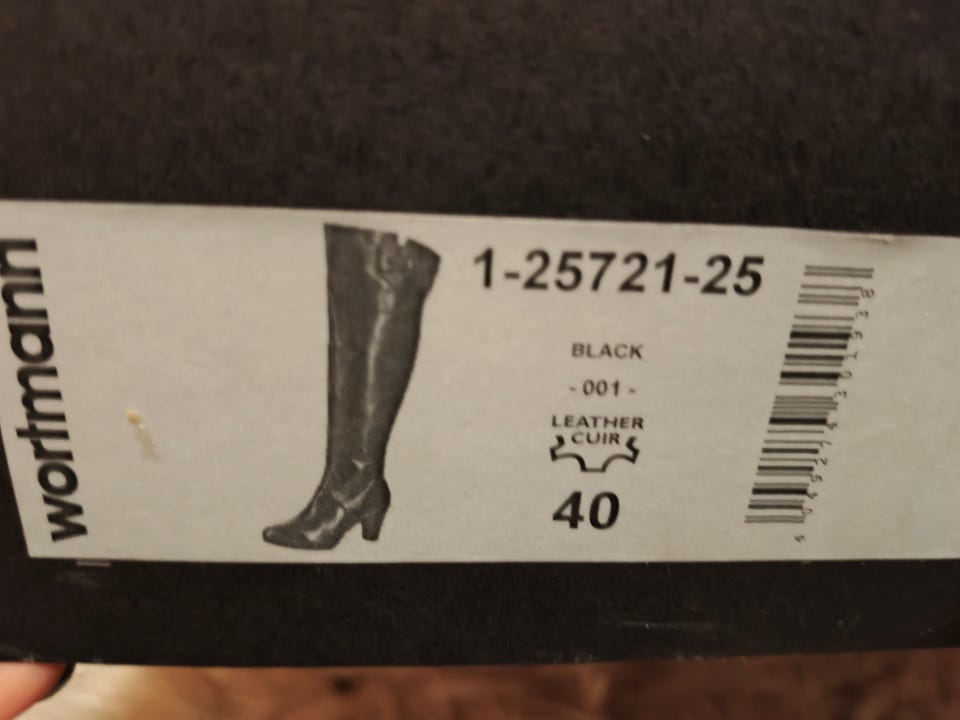 wortmann
1-25721-25
BLACK
- 001 -
LEATHER
CUIR
40